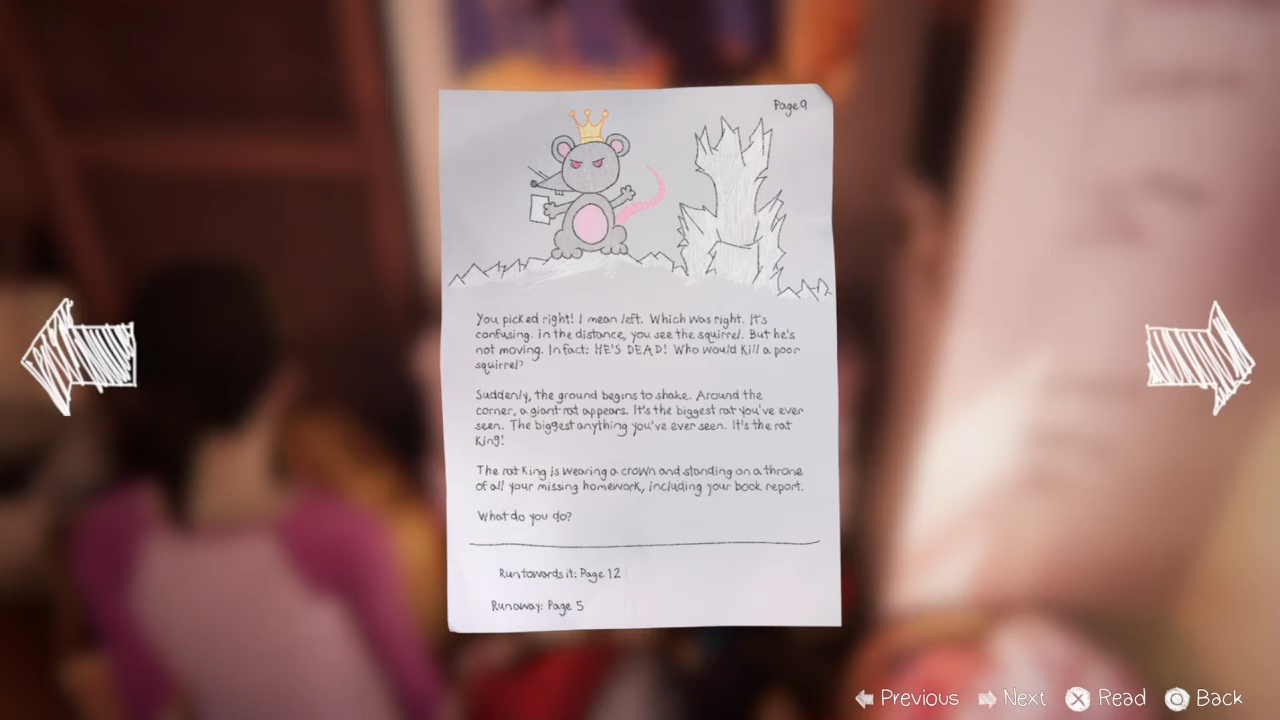 Page 9
You picked right! I mean left. Which was right. It's
confusing. In the distance, you see the squirrel. But he's
not moving. In fact: HE'S DEAD! Who would kill a poor
squirrel?
Suddenly, the ground begins to shake. Around the
corner, a giant rat appears. It's the biggest rat you've ever
seen. The biggest anything you've ever seen. It's the rat
king!
The rat king is wearing a crown and standing on a throne
of all your missing homework, including your book report.
What do you do?
Run towards it: Page 12
Run away: Page 5
Previous Next Read Back